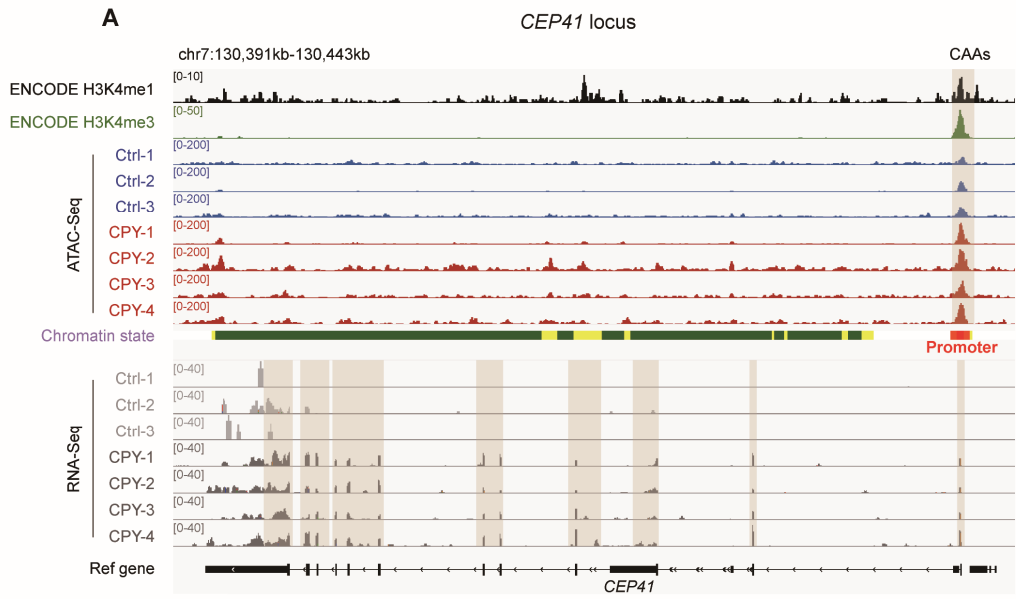 A
CEP41 locus
chr7:130,391kb-130,443kb
CAAs
ENCODE H3K4me1
[0-10]
ENCODE H3K4me3
[0-50]
ATAC-Seq
Ctrl-1
[0-200]
Ctrl-2
[0-200]
Ctrl-3
[0-200]
CPY-1
[0-200]
CPY-2
[0-200]
CPY-3
[0-200]
CPY-4
[0-200]
Chromatin state
Promoter
RNA-Seq
Ctrl-1
[0-40]
Ctrl-2
[0-40]
Ctrl-3
[0-40]
CPY-1
[0-40]
CPY-2
[0-40]
CPY-3
[0-40]
CPY-4
[0-40]
Ref gene
CEP41